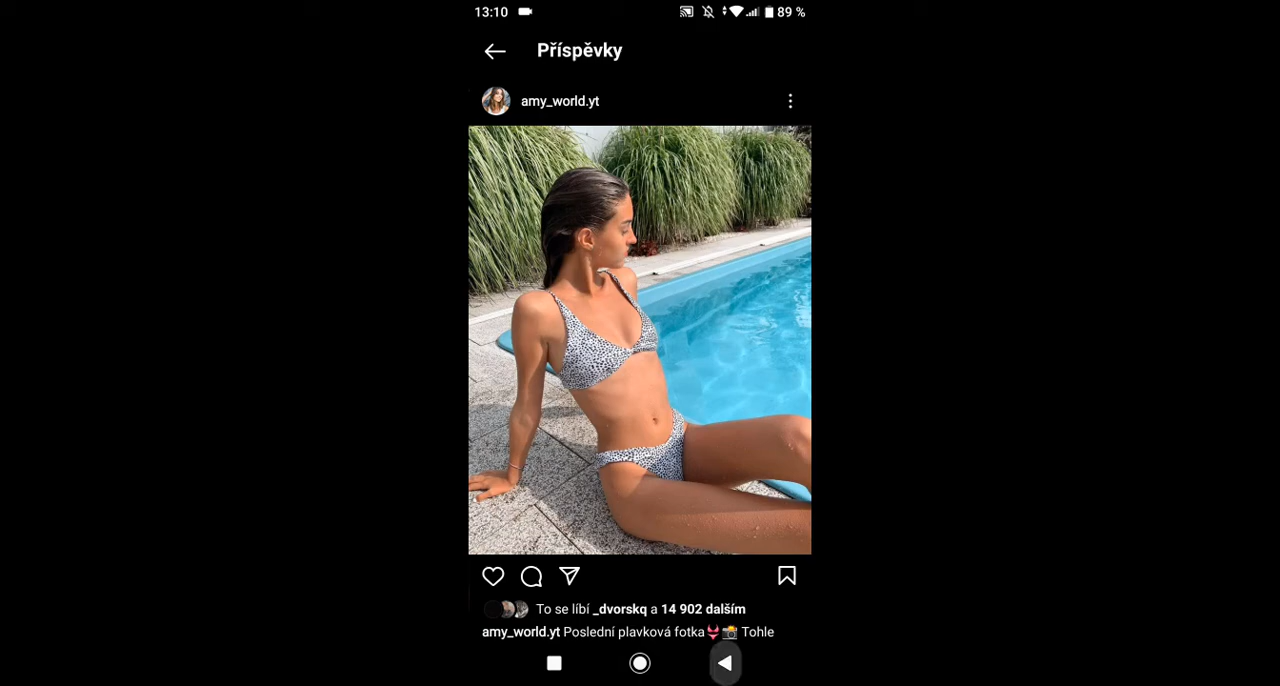 13:10 89 %
Příspěvky
amy_world.yt
To se líbí _dvorskq a 14 902 dalším
amy_world.yt Poslední plavková fotka👙📸 Tohle